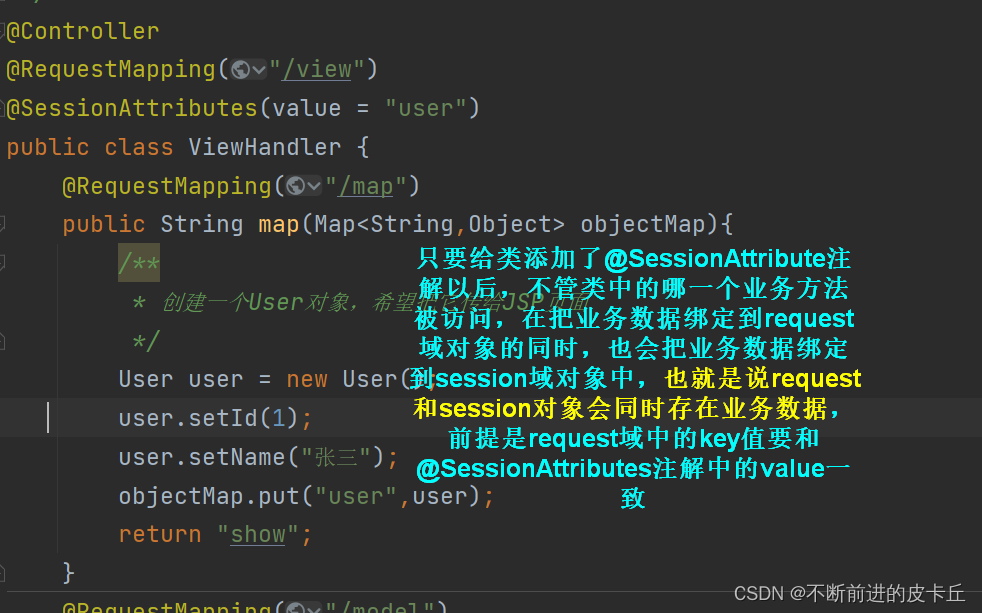 */
@Controller
@RequestMapping("/view")
@SessionAttributes(value = "user")
public class ViewHandler {
@RequestMapping("/map")
public String map(Map<String,Object> objectMap){
/**
* 创建一个User对象，希望把它传给JSP页面
*/
User user = new User(
user.setId(1);
user.setName("张三");
objectMap.put("user",user);
return "show";
}
@RequestMapping("/model")
只要给类添加了@SessionAttribute注
解以后，不管类中的哪一个业务方法
被访问，在把业务数据绑定到request
域对象的同时，也会把业务数据绑定
到session域对象中，也就是说request
和session对象会同时存在业务数据，
前提是request域中的key值要和
@SessionAttributes注解中的value一
致
CSDN @不断前进的皮卡丘